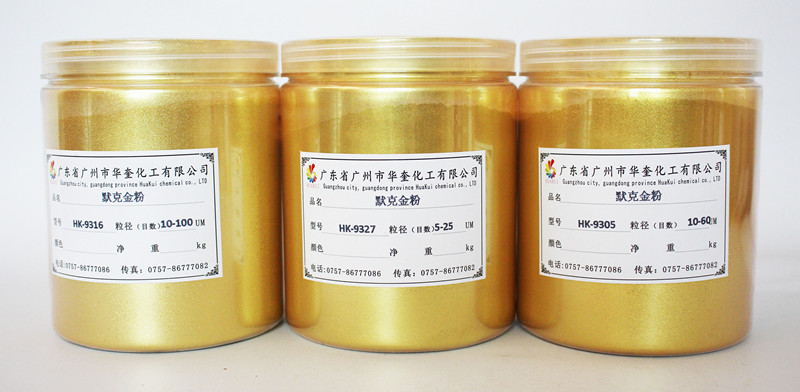 广东省广州市华奎化工有限公司
Guangzhou city, guangdong province HuaKui chemical co., LTD
品名 默克金粉
型号 HK-9316 粒径(目数) 10-100 UM
颜色 净 重 kg
电话:0757-86777086 传真: 0757-86777082
广东省广州市华奎化工有限公司
Guangzhou city, guangdong province HuaKui chemical co., LTD
品名 默克金粉
型号 HK-9327 粒径(目数) 5-25 UM
颜色 净 重 kg
电话:0757-86777086 传真: 0757-86777082
广东省广州市华奎化工有限公司
Guangzhou city, guangdong province HuaKui chemical co., LTD
品名 默克金粉
型号 HK-9305 粒径(目数) 10-60 UM
颜色 净 重 kg
电话:0757-86777086 传真: 0757-86777082